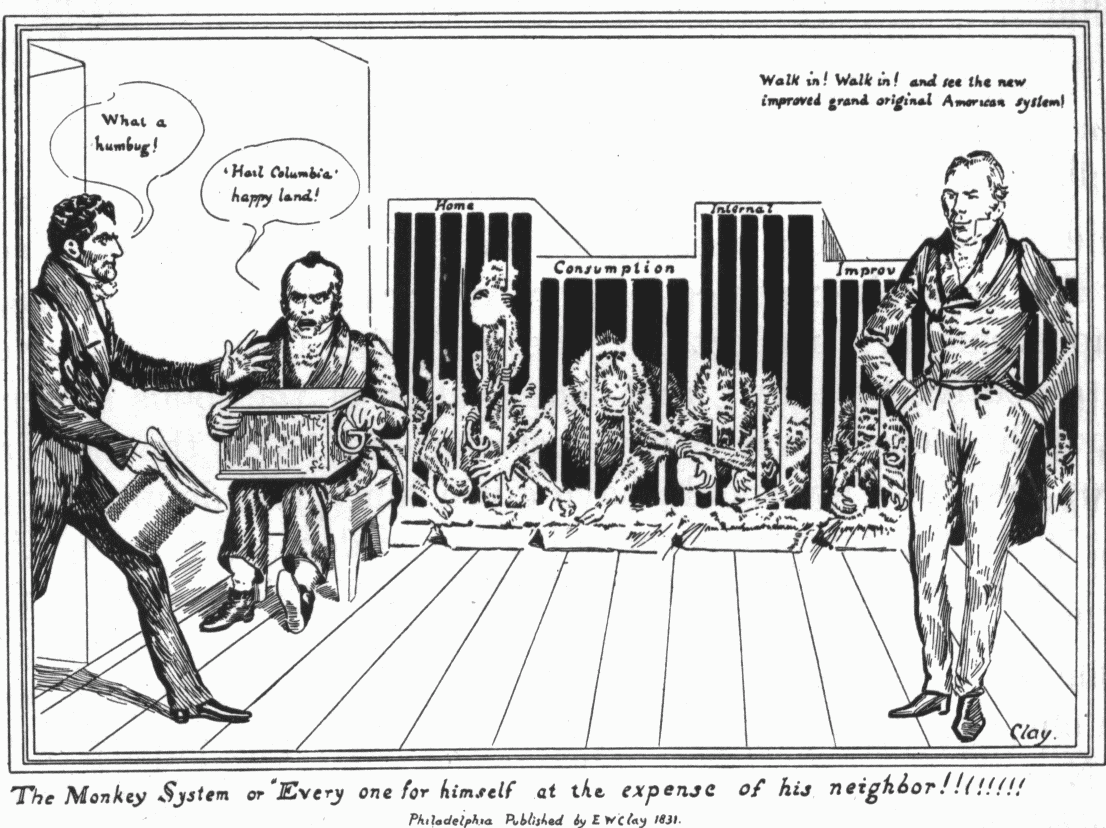 What a
humbug!
'Hail Columbia'
happy land!
Walk in! Walk in! and see the new
improved grand original American system!
Home
Consumption
Internal
Improv
Clay.
The Monkey System or "Every one for himself at the expense of his neighbor!!!!!!!!!
Philadelphia Published by E W Clay 1831.